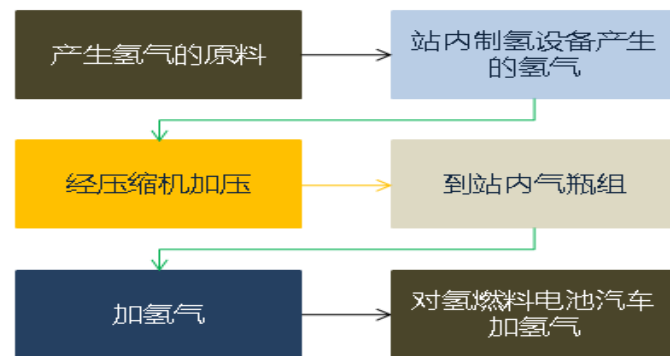 产生氢气的原料
站内制氢设备产生
的氢气
经压缩机加压
到站内气瓶组
加氢气
对氢燃料电池汽车
加氢气